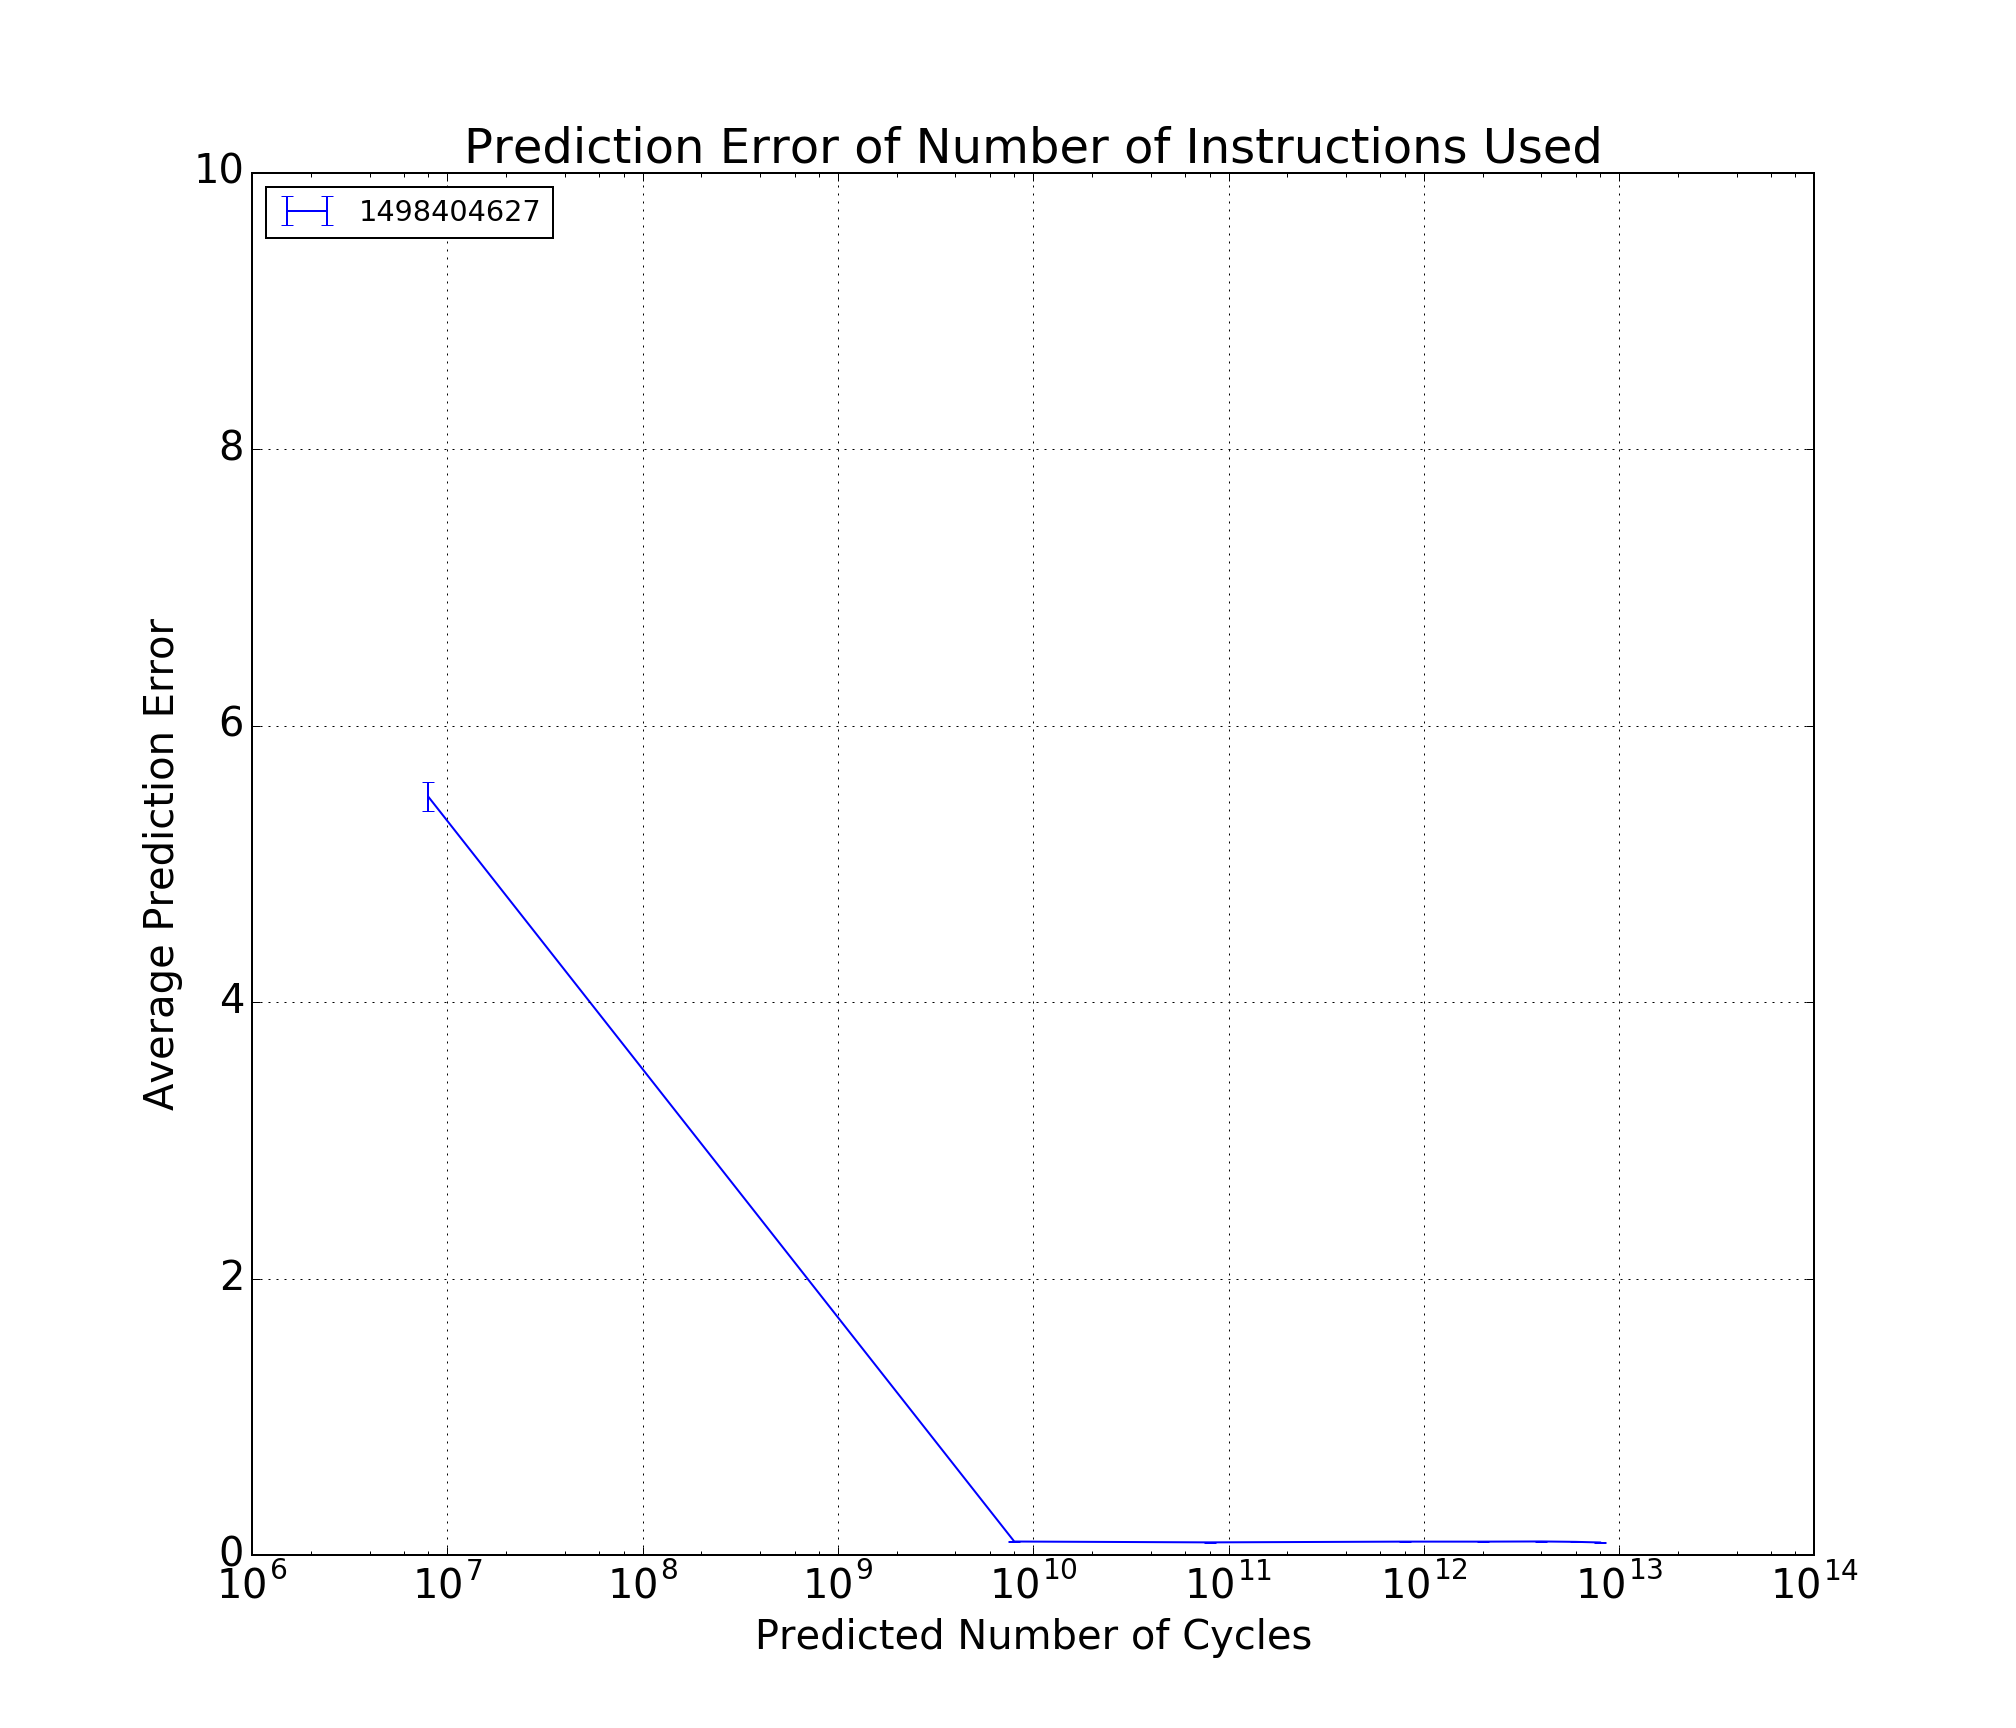 Prediction Error of Number of Instructions Used
1498404627
10
8
6
4
2
0
Average Prediction Error
10^6 10^7 10^8 10^9 10^10 10^11 10^12 10^13 10^14
Predicted Number of Cycles